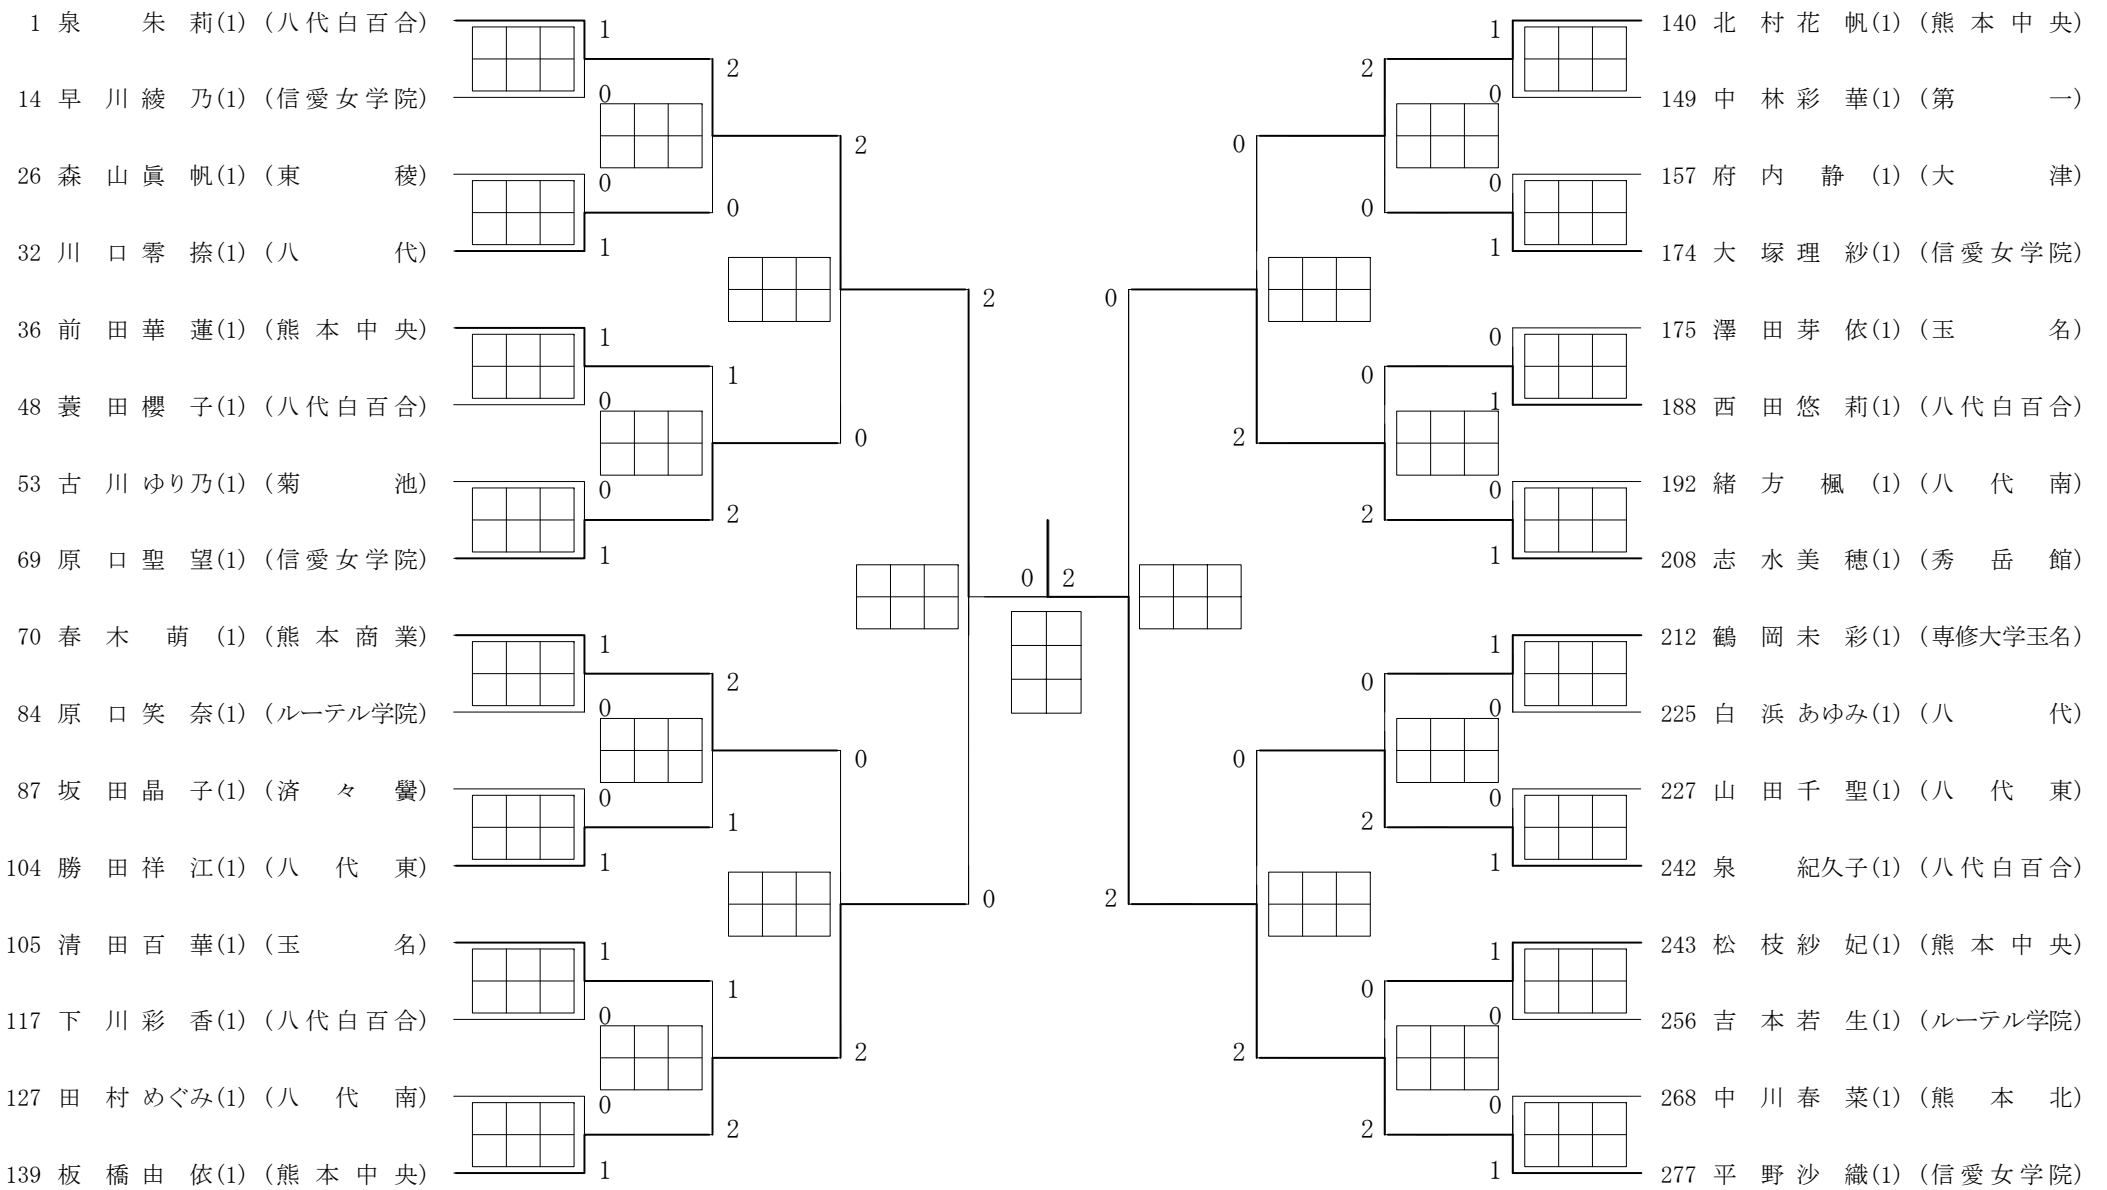 1 泉 朱 莉(1) (八代白百合)
1
2
0
14 早 川 綾 乃(1) (信愛女学院)
2
26 森 山 眞 帆(1) (東 稜)
0
0
1
32 川 口 零 捺(1) (八 代)
2
36 前 田 華 蓮(1) (熊本中央)
1
1
0
48 蓑 田 櫻 子(1) (八代白百合)
0
53 古 川 ゆり乃(1) (菊 池)
0
2
1
69 原 口 聖 望(1) (信愛女学院)
0 2
70 春 木 萌 (1) (熊本商業)
1
2
0
84 原 口 笑 奈(1) (ルーテル学院)
0
87 坂 田 晶 子(1) (済 々 黌)
0
1
1
104 勝 田 祥 江(1) (八 代 東)
0
105 清 田 百 華(1) (玉 名)
1
1
0
117 下 川 彩 香(1) (八代白百合)
2
127 田 村 めぐみ(1) (八 代 南)
0
2
1
139 板 橋 由 依(1) (熊本中央)
1
140 北 村 花 帆(1) (熊本中央)
2
0
149 中 林 彩 華(1) (第 一)
0
0
157 府 内 静 (1) (大 津)
0
1
174 大 塚 理 紗(1) (信愛女学院)
0
0
175 澤 田 芽 依(1) (玉 名)
0
1
188 西 田 悠 莉(1) (八代白百合)
2
0
192 緒 方 楓 (1) (八 代 南)
2
1
208 志 水 美 穂(1) (秀 岳 館)
1
212 鶴 岡 未 彩(1) (専修大学玉名)
0
0
225 白 浜 あゆみ(1) (八 代)
0
0
227 山 田 千 聖(1) (八 代 東)
2
1
242 泉 紀久子(1) (八代白百合)
2
1
243 松 枝 紗 妃(1) (熊本中央)
0
0
256 吉 本 若 生(1) (ルーテル学院)
2
0
268 中 川 春 菜(1) (熊 本 北)
2
1
277 平 野 沙 織(1) (信愛女学院)